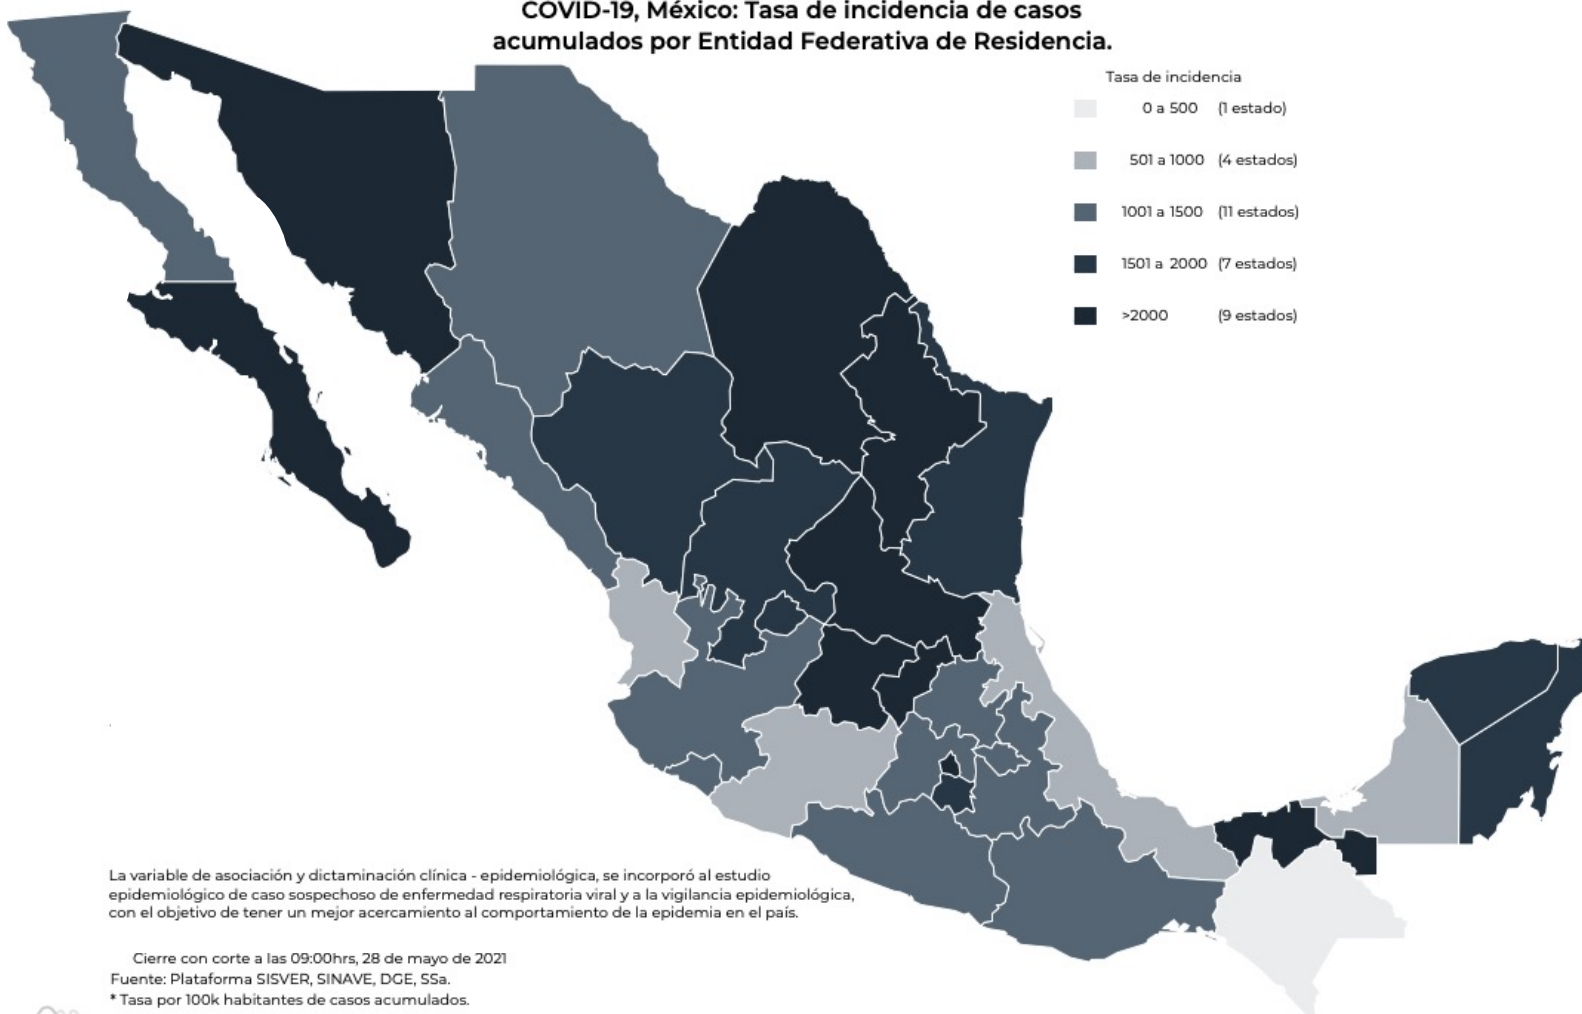 COVID-19, México: Tasa de incidencia de casos
acumulados por Entidad Federativa de Residencia.
Tasa de incidencia
0 a 500 (1 estado)
501 a 1000 (4 estados)
1001 a 1500 (11 estados)
1501 a 2000 (7 estados)
>2000 (9 estados)
La variable de asociación y dictaminación clínica - epidemiológica, se incorporó al estudio
epidemiológico de caso sospechoso de enfermedad respiratoria viral y a la vigilancia epidemiológica,
con el objetivo de tener un mejor acercamiento al comportamiento de la epidemia en el país.
Cierre con corte a las 09:00hrs, 28 de mayo de 2021
Fuente: Plataforma SISVER, SINAVE, DGE, SSa.
* Tasa por 100k habitantes de casos acumulados.